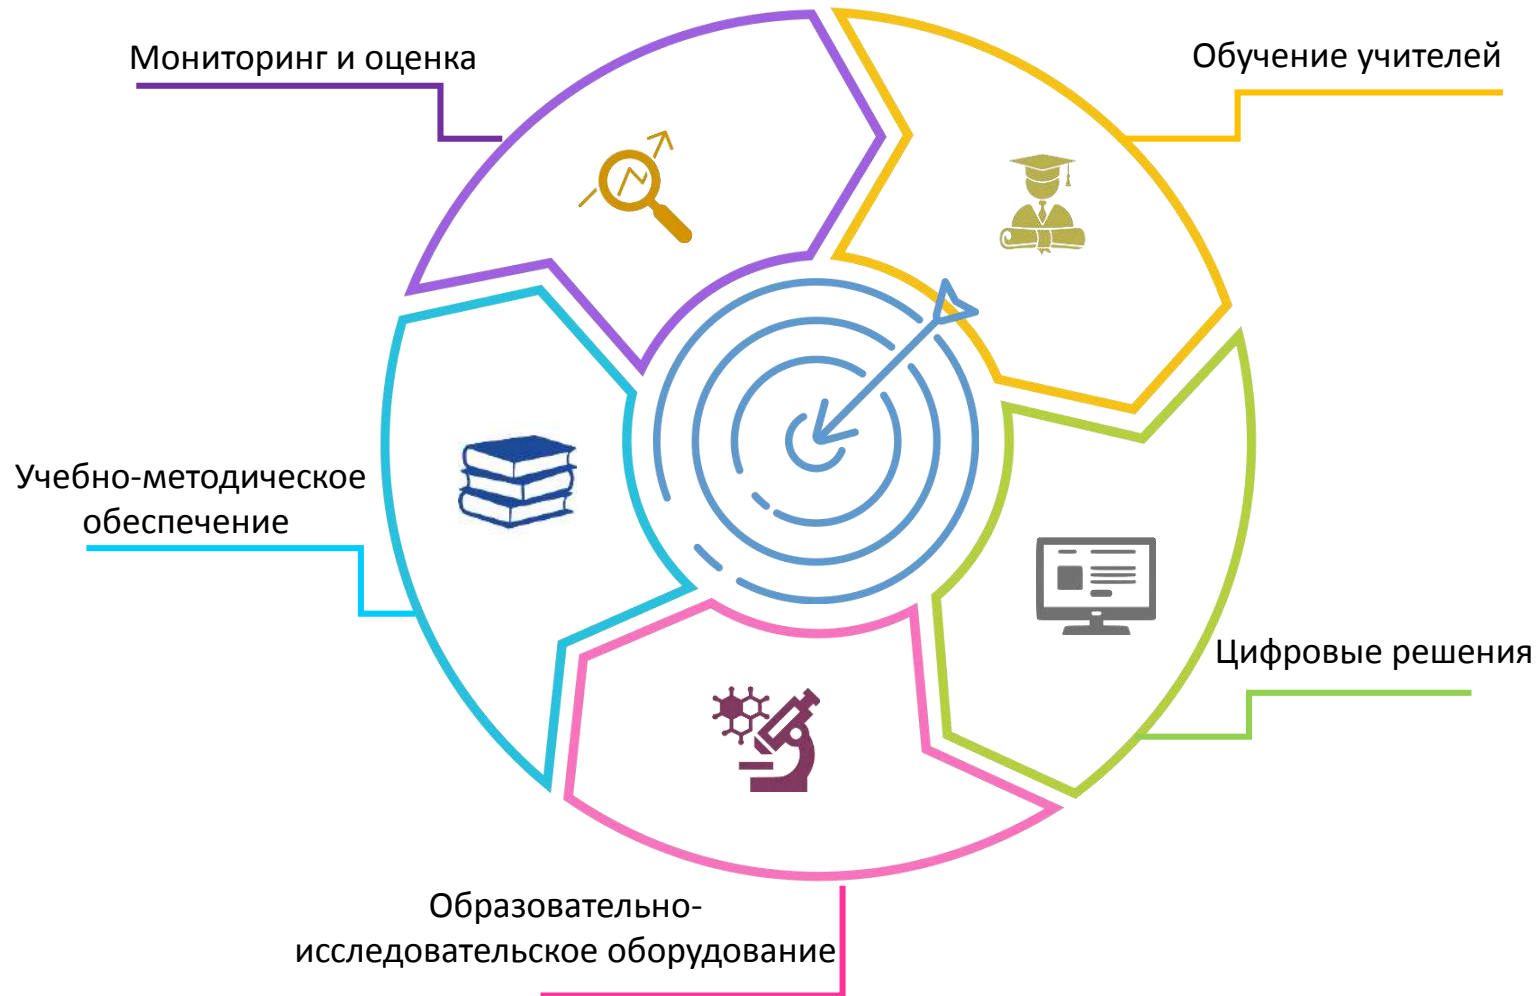 Мониторинг и оценка
Обучение учителей
Учебно-методическое
обеспечение
Цифровые решения
Образовательно-
исследовательское оборудование